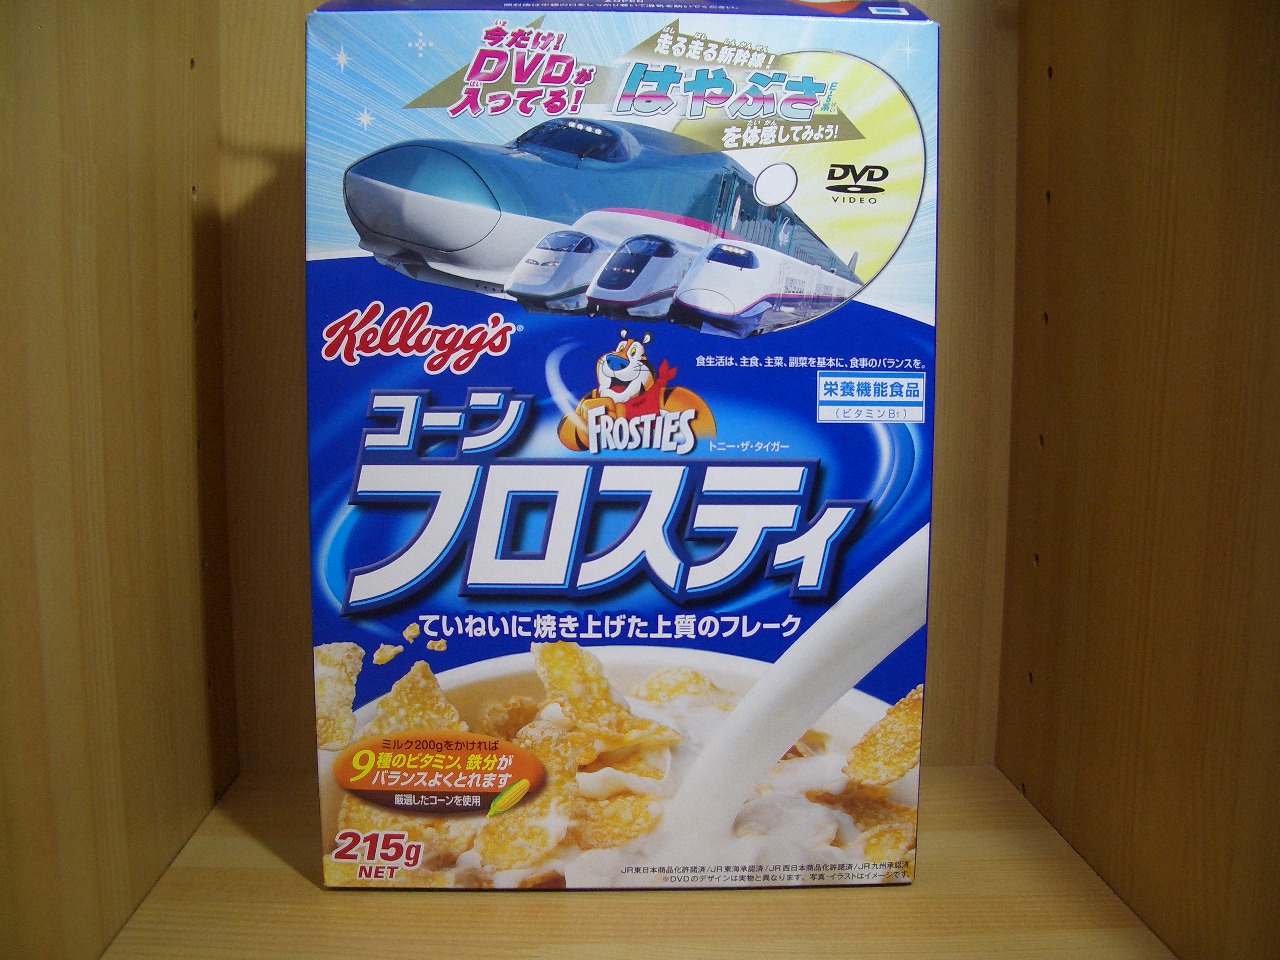 今だけ!
DVDが
入ってる!
走る走る新幹線!
はやぶさ
E5系
を体感してみよう!
DVD
VIDEO
Kellogg's
食生活は、主食、主菜、副菜を基本に、食事のバランスを。
栄養機能食品
(ビタミンB1)
FROSTIES
トニー・ザ・タイガー
コーン
フロスティ
ていねいに焼き上げた上質のフレーク
ミルク200gをかければ
9種のビタミン、鉄分が
バランスよくとれます
厳選したコーンを使用
215g
NET
JR東日本商品化許諾済/JR東海承認済/JR西日本商品化許諾済/JR九州承認済
※DVDのデザインは実物と異なります。写真・イラストはイメージです。